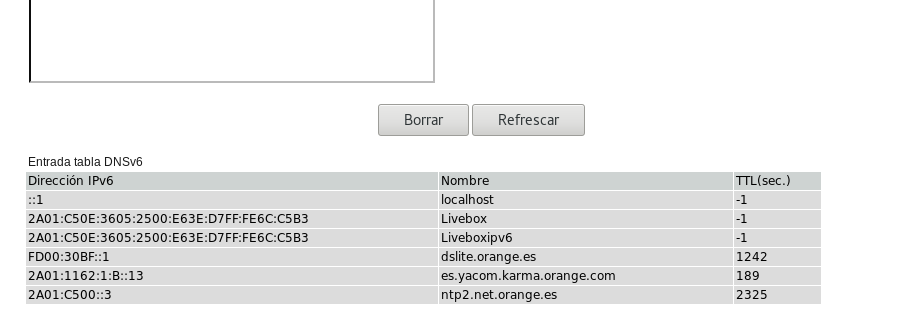 Borrar Refrescar
Entrada tabla DNSv6
Dirección IPv6 Nombre TTL(sec.)
::1 localhost -1
2A01:C50E:3605:2500:E63E:D7FF:FE6C:C5B3 Livebox -1
2A01:C50E:3605:2500:E63E:D7FF:FE6C:C5B3 Liveboxipv6 -1
FD00:30BF::1 dslite.orange.es 1242
2A01:1162:1:B::13 es.yacom.karma.orange.com 189
2A01:C500::3 ntp2.net.orange.es 2325